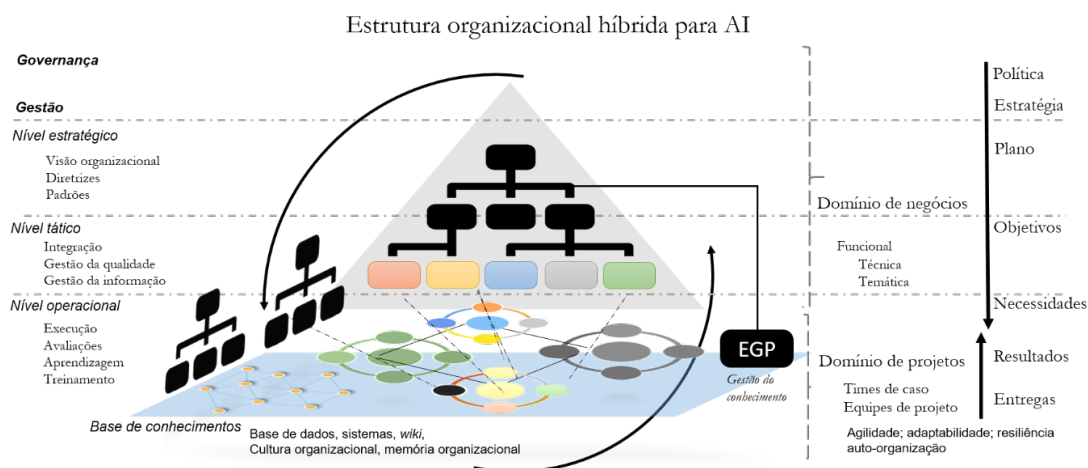 Estrutura organizacional híbrida para AI
Governança
Gestão
Nível estratégico
Visão organizacional
Diretrizes
Padrões
Nível tático
Integração
Gestão da qualidade
Gestão da informação
Nível operacional
Execução
Avaliações
Aprendizagem
Treinamento
Base de conhecimentos
Base de dados, sistemas, wiki,
Cultura organizacional, memória organizacional
EGP
Gestão do
conhecimento
Domínio de negócios
Funcional
Técnica
Temática
Domínio de projetos
Times de caso
Equipes de projeto
Agilidade; adaptabilidade; resiliência
auto-organização
Política
Estratégia
Plano
Objetivos
Necessidades
Resultados
Entregas